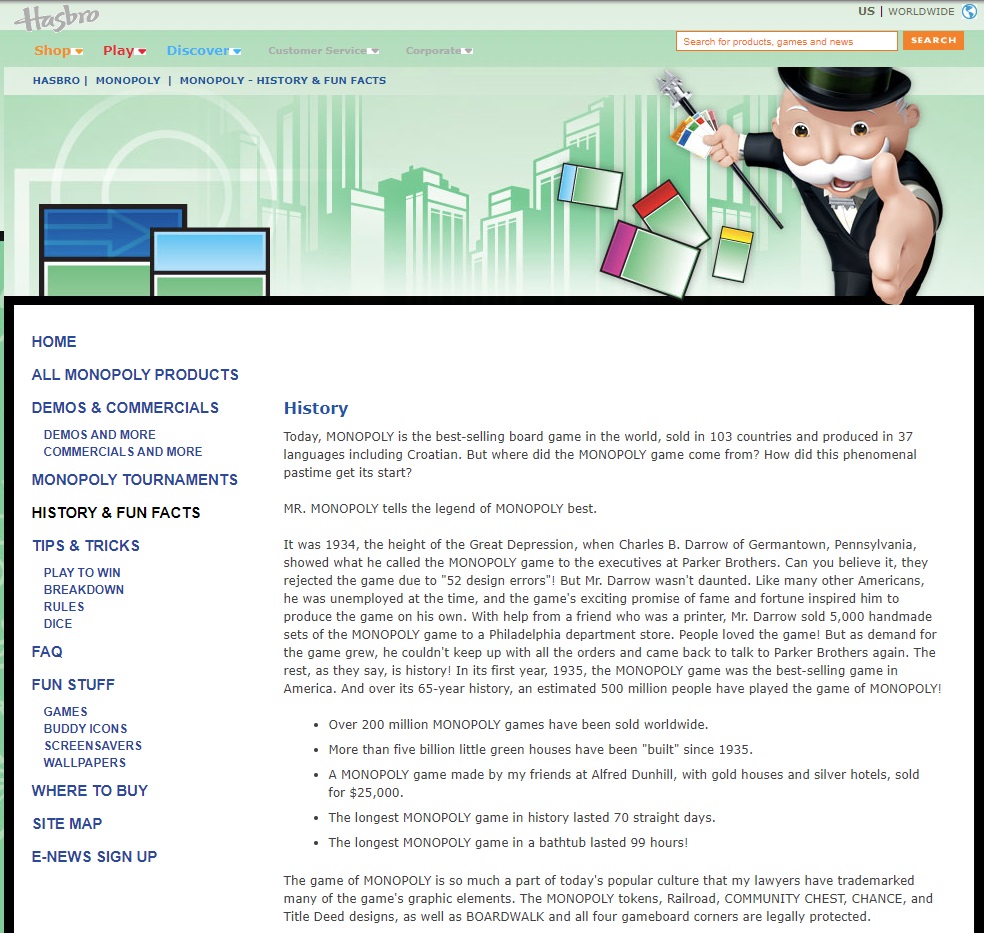 Hasbro
US | WORLDWIDE
Shop Play Discover Customer Service Corporate
Search for products, games and news SEARCH
HASBRO | MONOPOLY | MONOPOLY - HISTORY & FUN FACTS
HOME
ALL MONOPOLY PRODUCTS
DEMOS & COMMERCIALS
DEMOS AND MORE
COMMERCIALS AND MORE
MONOPOLY TOURNAMENTS
HISTORY & FUN FACTS
TIPS & TRICKS
PLAY TO WIN
BREAKDOWN
RULES
DICE
FAQ
FUN STUFF
GAMES
BUDDY ICONS
SCREENSAVERS
WALLPAPERS
WHERE TO BUY
SITE MAP
E-NEWS SIGN UP
History
Today, MONOPOLY is the best-selling board game in the world, sold in 103 countries and produced in 37
languages including Croatian. But where did the MONOPOLY game come from? How did this phenomenal
pastime get its start?
MR. MONOPOLY tells the legend of MONOPOLY best.
It was 1934, the height of the Great Depression, when Charles B. Darrow of Germantown, Pennsylvania,
showed what he called the MONOPOLY game to the executives at Parker Brothers. Can you believe it, they
rejected the game due to "52 design errors"! But Mr. Darrow wasn't daunted. Like many other Americans,
he was unemployed at the time, and the game's exciting promise of fame and fortune inspired him to
produce the game on his own. With help from a friend who was a printer, Mr. Darrow sold 5,000 handmade
sets of the MONOPOLY game to a Philadelphia department store. People loved the game! But as demand for
the game grew, he couldn't keep up with all the orders and came back to talk to Parker Brothers again. The
rest, as they say, is history! In its first year, 1935, the MONOPOLY game was the best-selling game in
America. And over its 65-year history, an estimated 500 million people have played the game of MONOPOLY!
• Over 200 million MONOPOLY games have been sold worldwide.
• More than five billion little green houses have been "built" since 1935.
• A MONOPOLY game made by my friends at Alfred Dunhill, with gold houses and silver hotels, sold
for $25,000.
• The longest MONOPOLY game in history lasted 70 straight days.
• The longest MONOPOLY game in a bathtub lasted 99 hours!
The game of MONOPOLY is so much a part of today's popular culture that my lawyers have trademarked
many of the game's graphic elements. The MONOPOLY tokens, Railroad, COMMUNITY CHEST, CHANCE, and
Title Deed designs, as well as BOARDWALK and all four gameboard corners are legally protected.